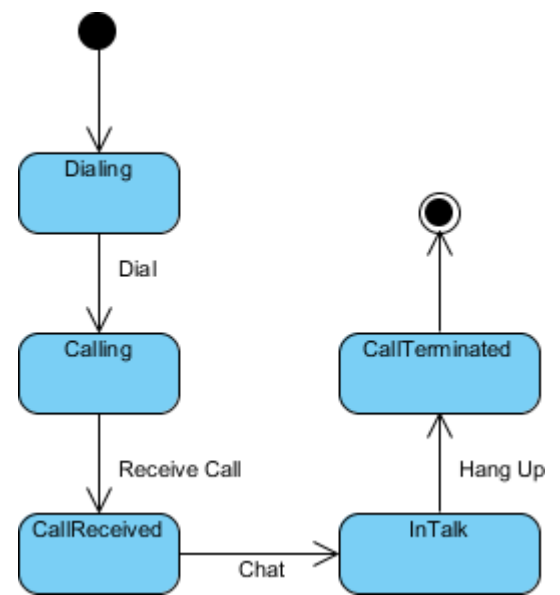 Dialing
Dial
Calling
Receive Call
CallReceived
Chat
InTalk
Hang Up
CallTerminated